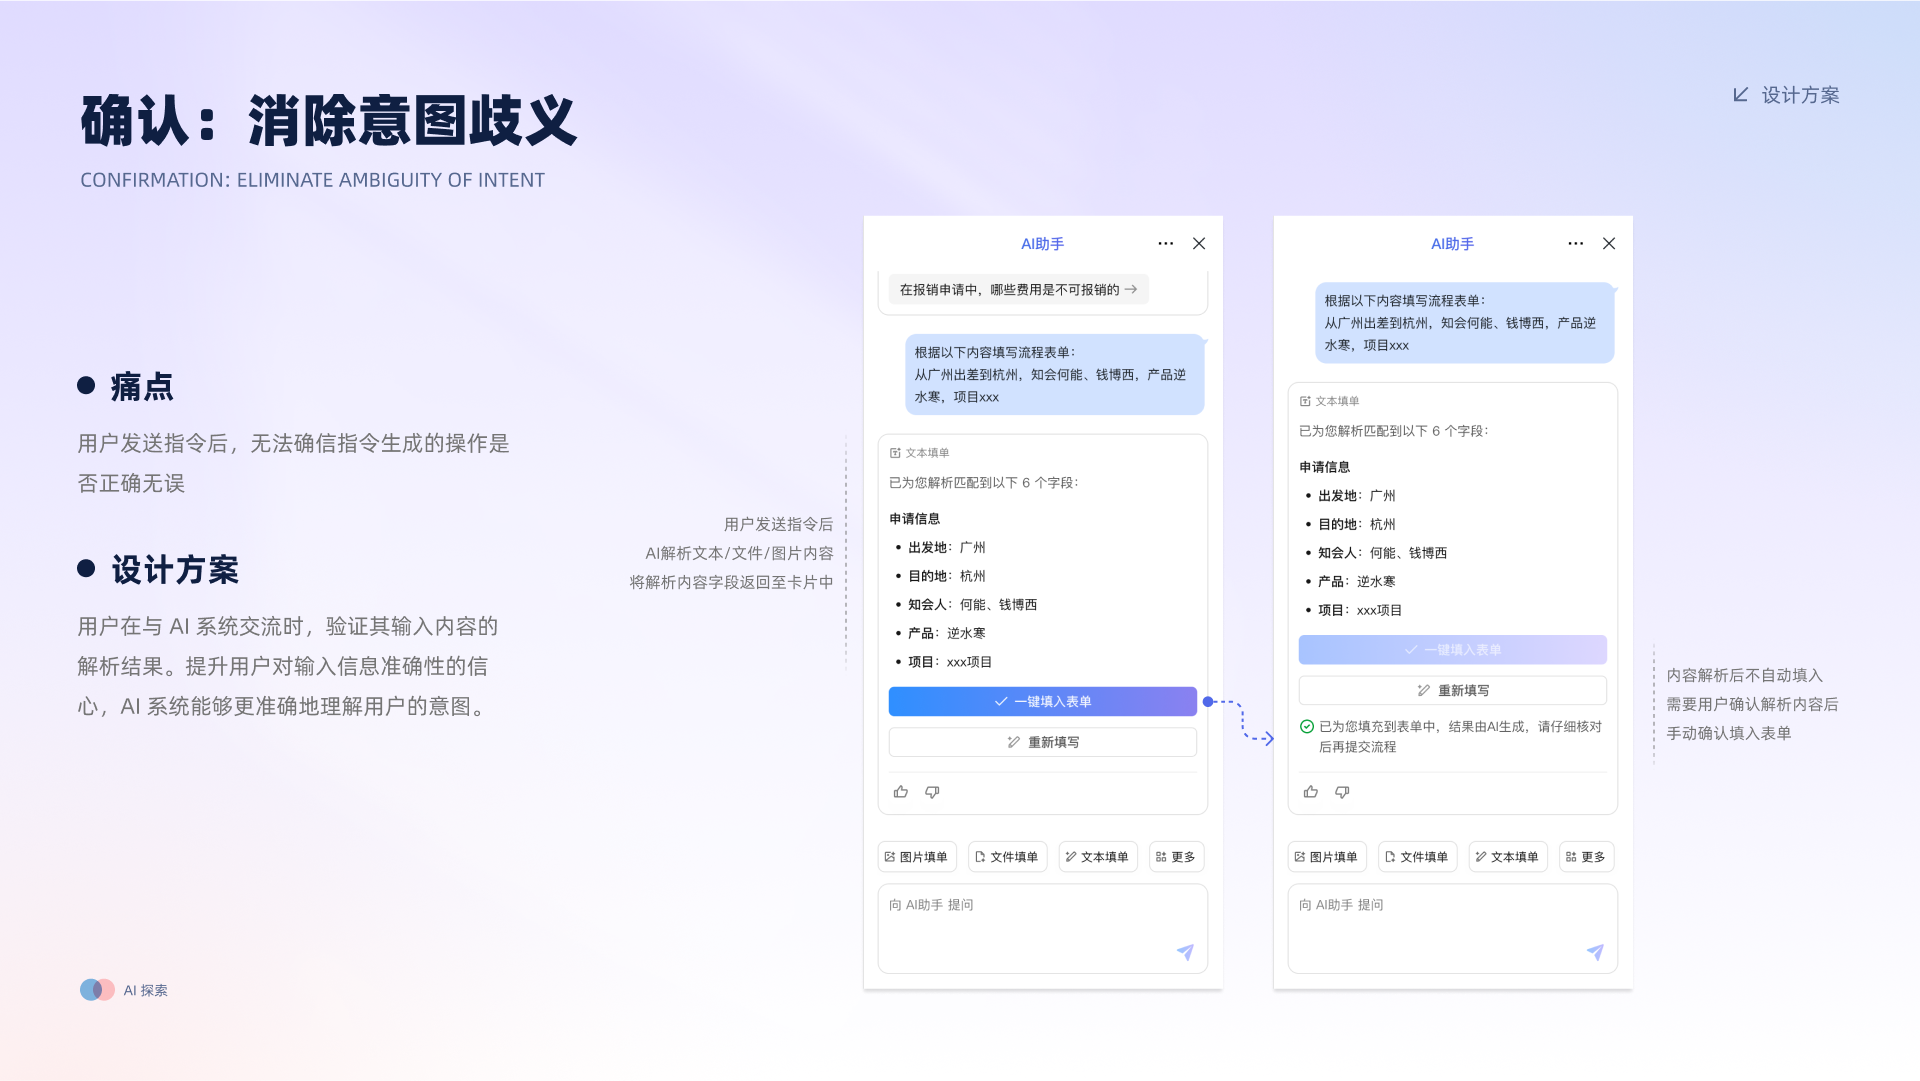 确认：消除意图歧义
CONFIRMATION: ELIMINATE AMBIGUITY OF INTENT
设计方案
痛点
用户发送指令后，无法确信指令生成的操作是
否正确无误
设计方案
用户在与 AI 系统交流时，验证其输入内容的
解析结果。提升用户对输入信息准确性的信
心，AI 系统能够更准确地理解用户的意图。
用户发送指令后
AI解析文本/文件/图片内容
将解析内容字段返回至卡片中
AI助手
在报销申请中，哪些费用是不可报销的
根据以下内容填写流程表单：
从广州出差到杭州，知会何能、钱博西，产品逆
水寒，项目xxx
文本填单
已为您解析匹配到以下 6 个字段：
申请信息
出发地：广州
目的地：杭州
知会人：何能、钱博西
产品：逆水寒
项目：xxx项目
一键填入表单
重新填写
图片填单
文件填单
文本填单
更多
向 AI助手 提问
AI助手
根据以下内容填写流程表单：
从广州出差到杭州，知会何能、钱博西，产品逆
水寒，项目xxx
文本填单
已为您解析匹配到以下 6 个字段：
申请信息
出发地：广州
目的地：杭州
知会人：何能、钱博西
产品：逆水寒
项目：xxx项目
一键填入表单
重新填写
已为您填充到表单中，结果由AI生成，请仔细核对
后再提交流程
图片填单
文件填单
文本填单
更多
向 AI助手 提问
内容解析后不自动填入
需要用户确认解析内容后
手动确认填入表单
AI 探索